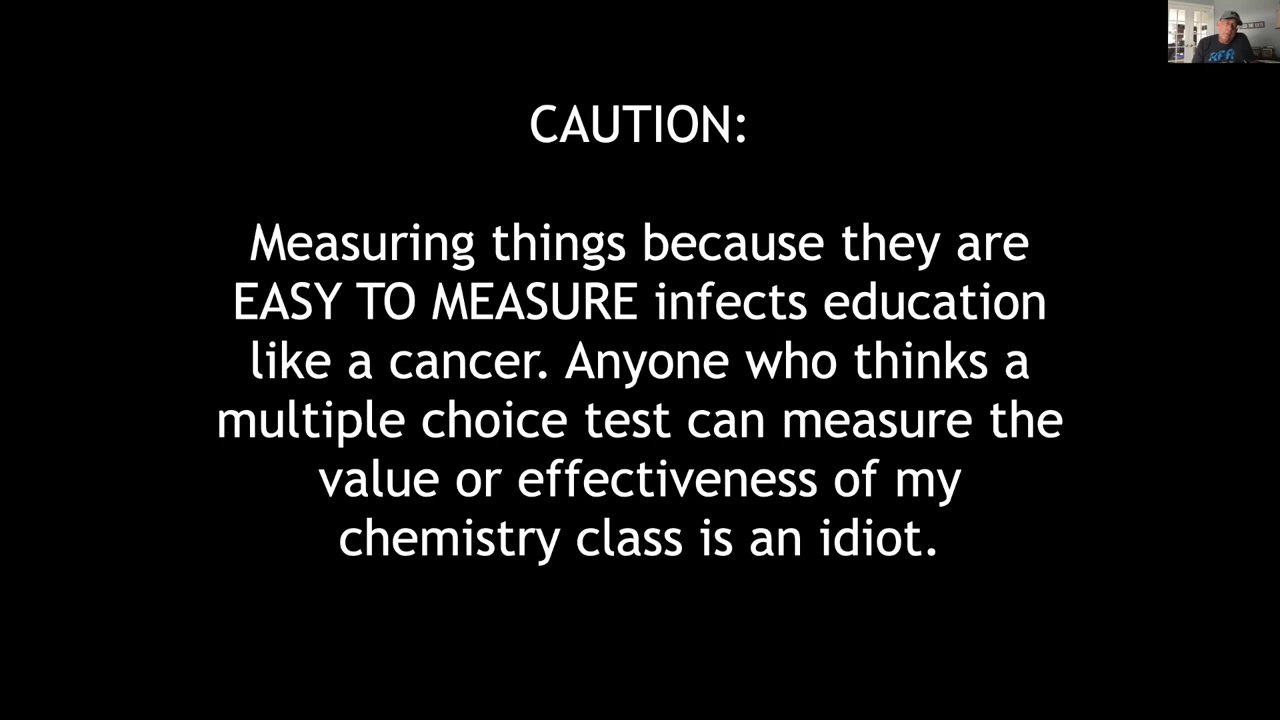 CAUTION:
Measuring things because they are
EASY TO MEASURE infects education
like a cancer. Anyone who thinks a
multiple choice test can measure the
value or effectiveness of my
chemistry class is an idiot.